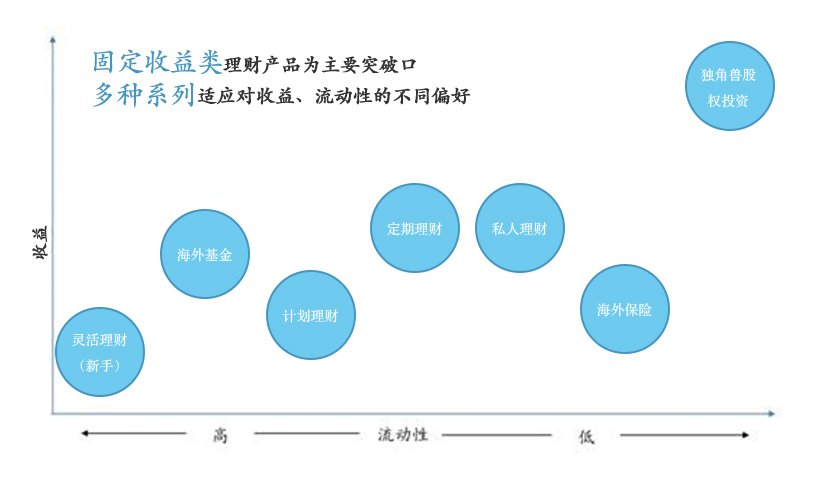 固定收益类理财产品为主要突破口
多种系列适应对收益、流动性的不同偏好
独角兽股
权投资
收益
海外基金
定期理财
私人理财
计划理财
海外保险
灵活理财
（新手）
高
流动性
低